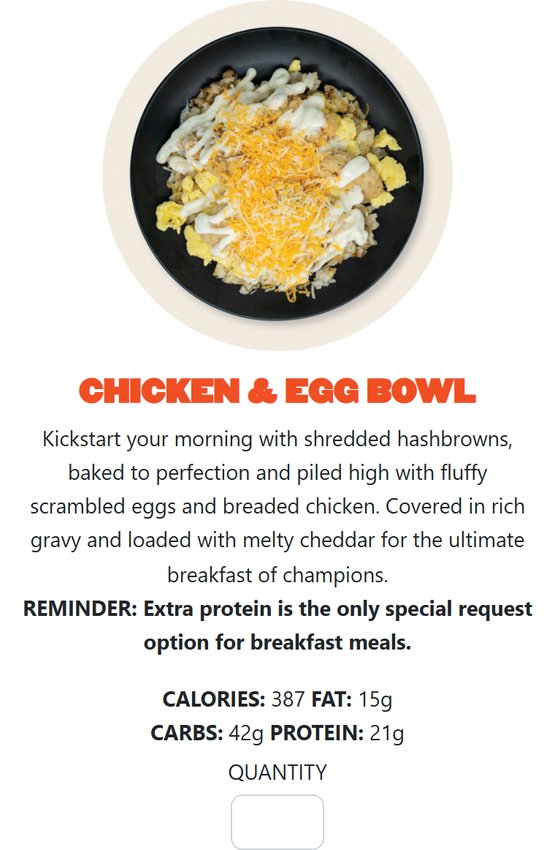 CHICKEN & EGG BOWL
Kickstart your morning with shredded hashbrowns,
baked to perfection and piled high with fluffy
scrambled eggs and breaded chicken. Covered in rich
gravy and loaded with melty cheddar for the ultimate
breakfast of champions.
REMINDER: Extra protein is the only special request
option for breakfast meals.
CALORIES: 387 FAT: 15g
CARBS: 42g PROTEIN: 21g
QUANTITY